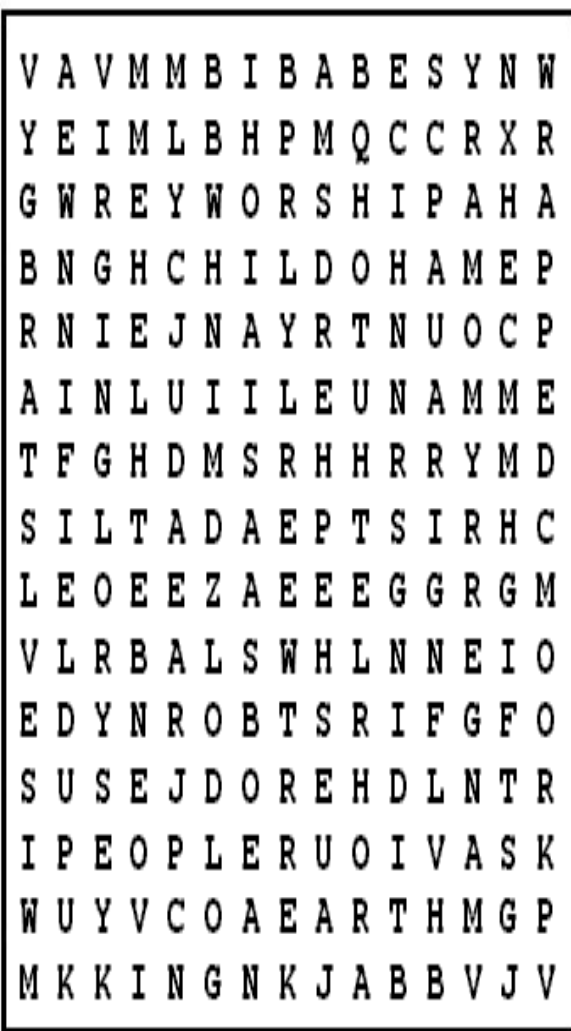 V A V M M B I B A B E S Y N W
Y E I M L B H P M Q C C R X R
G W R E Y W O R S H I P A H A
B N G H C H I L D O H A M E P
R N I E J N A Y R T N U O C P
A I N L U I I L E U N A M M E
T F G H D M S R H H R R Y M D
S I L T A D A E P T S I R H C
L E O E E Z A E E E G G R G M
V L R B A L S W H L N N E I O
E D Y N R O B T S R I F G F O
S U S E J D O R E H D L N T R
I P E O P L E R U O I V A S K
W U Y V C O A E A R T H M G P
M K K I N G N K J A B B V J V